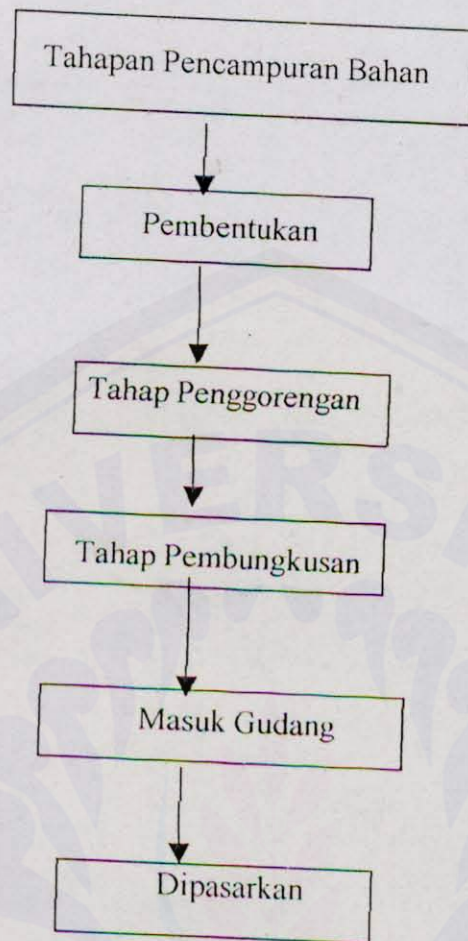 Tahapan Pencampuran Bahan
Pembentukan
Tahap Penggorengan
Tahap Pembungkusan
Masuk Gudang
Dipasarkan